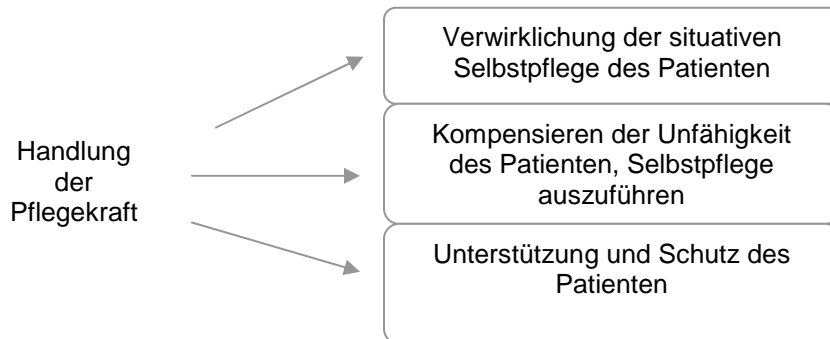 Handlung
der
Pflegekraft
Verwirklichung der situativen
Selbstpflege des Patienten
Kompensieren der Unfähigkeit
des Patienten, Selbstpflege
auszuführen
Unterstützung und Schutz des
Patienten